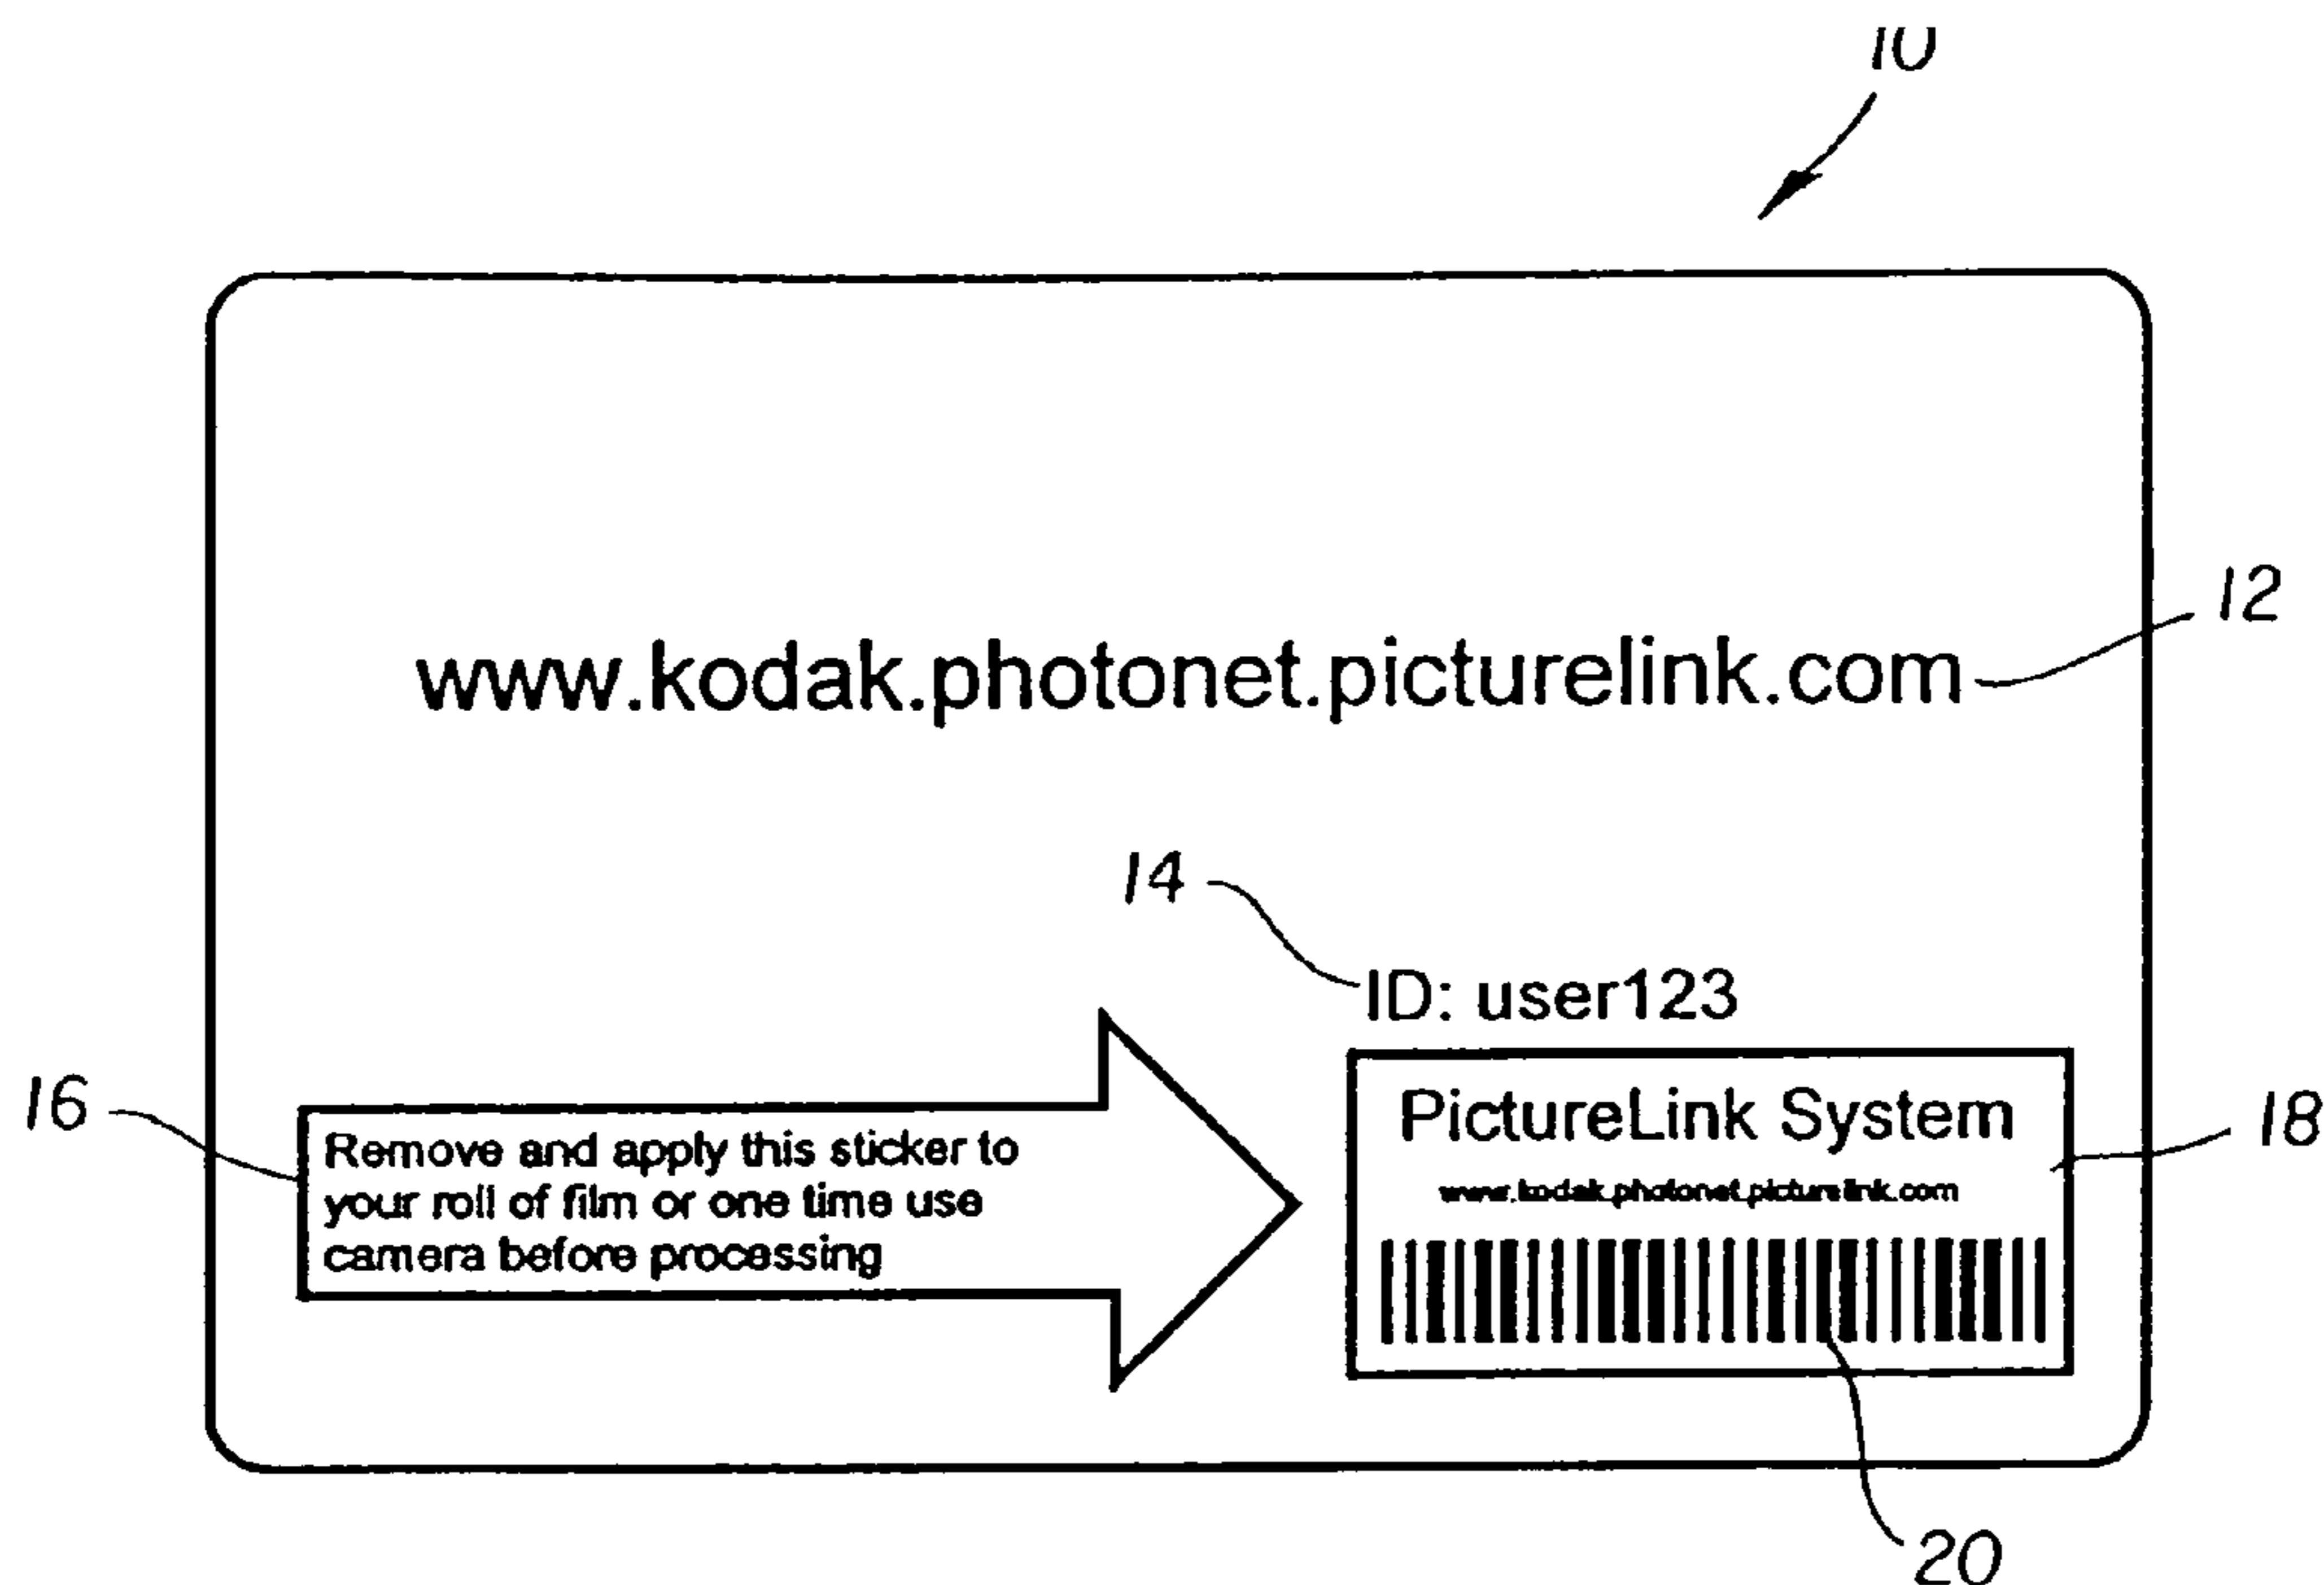 10
12
www.kodak.photonet.picturelink.com
14
ID: user123
16
18
Remove and apply this sticker to
your roll of film or one time use
camera before processing
PictureLink System
www.kodak.photonet.picturelink.com
20